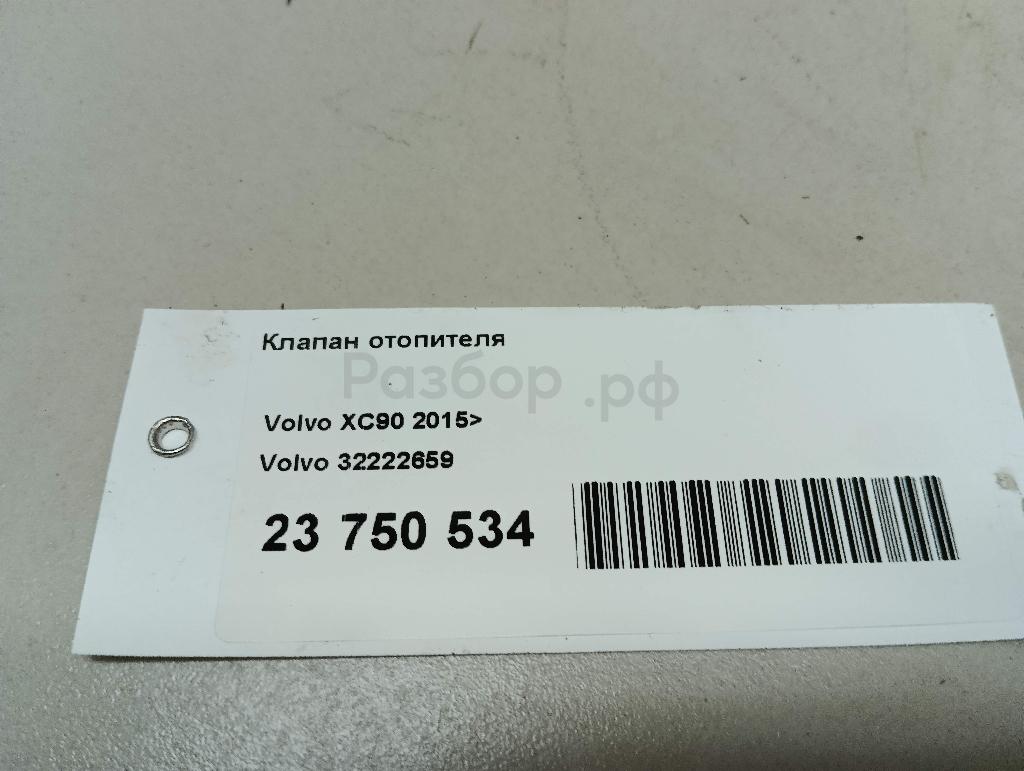 Клапан отопителя
Разбор.рф
Volvo XC90 2015>
Volvo 32222659
23 750 534